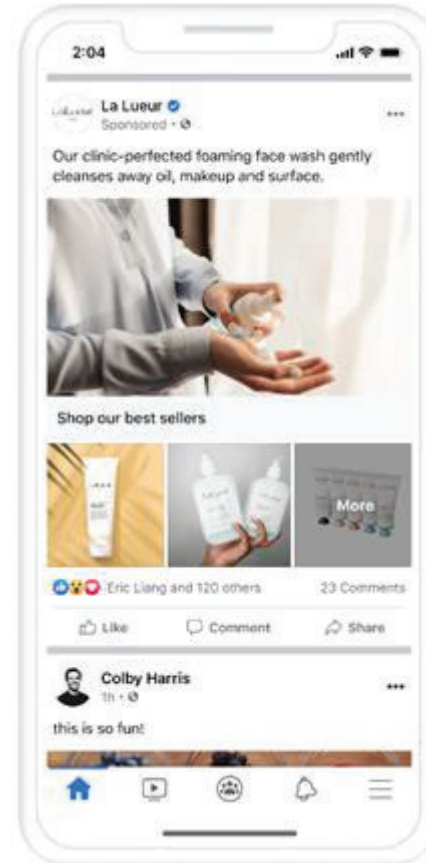 2:04
La Lueur
Sponsored
Our clinic-perfected foaming face wash gently
cleanses away oil, makeup and surface.
Shop our best sellers
More
Eric Liang and 120 others 23 Comments
Like Comment Share
Colby Harris
1h
this is so fun!